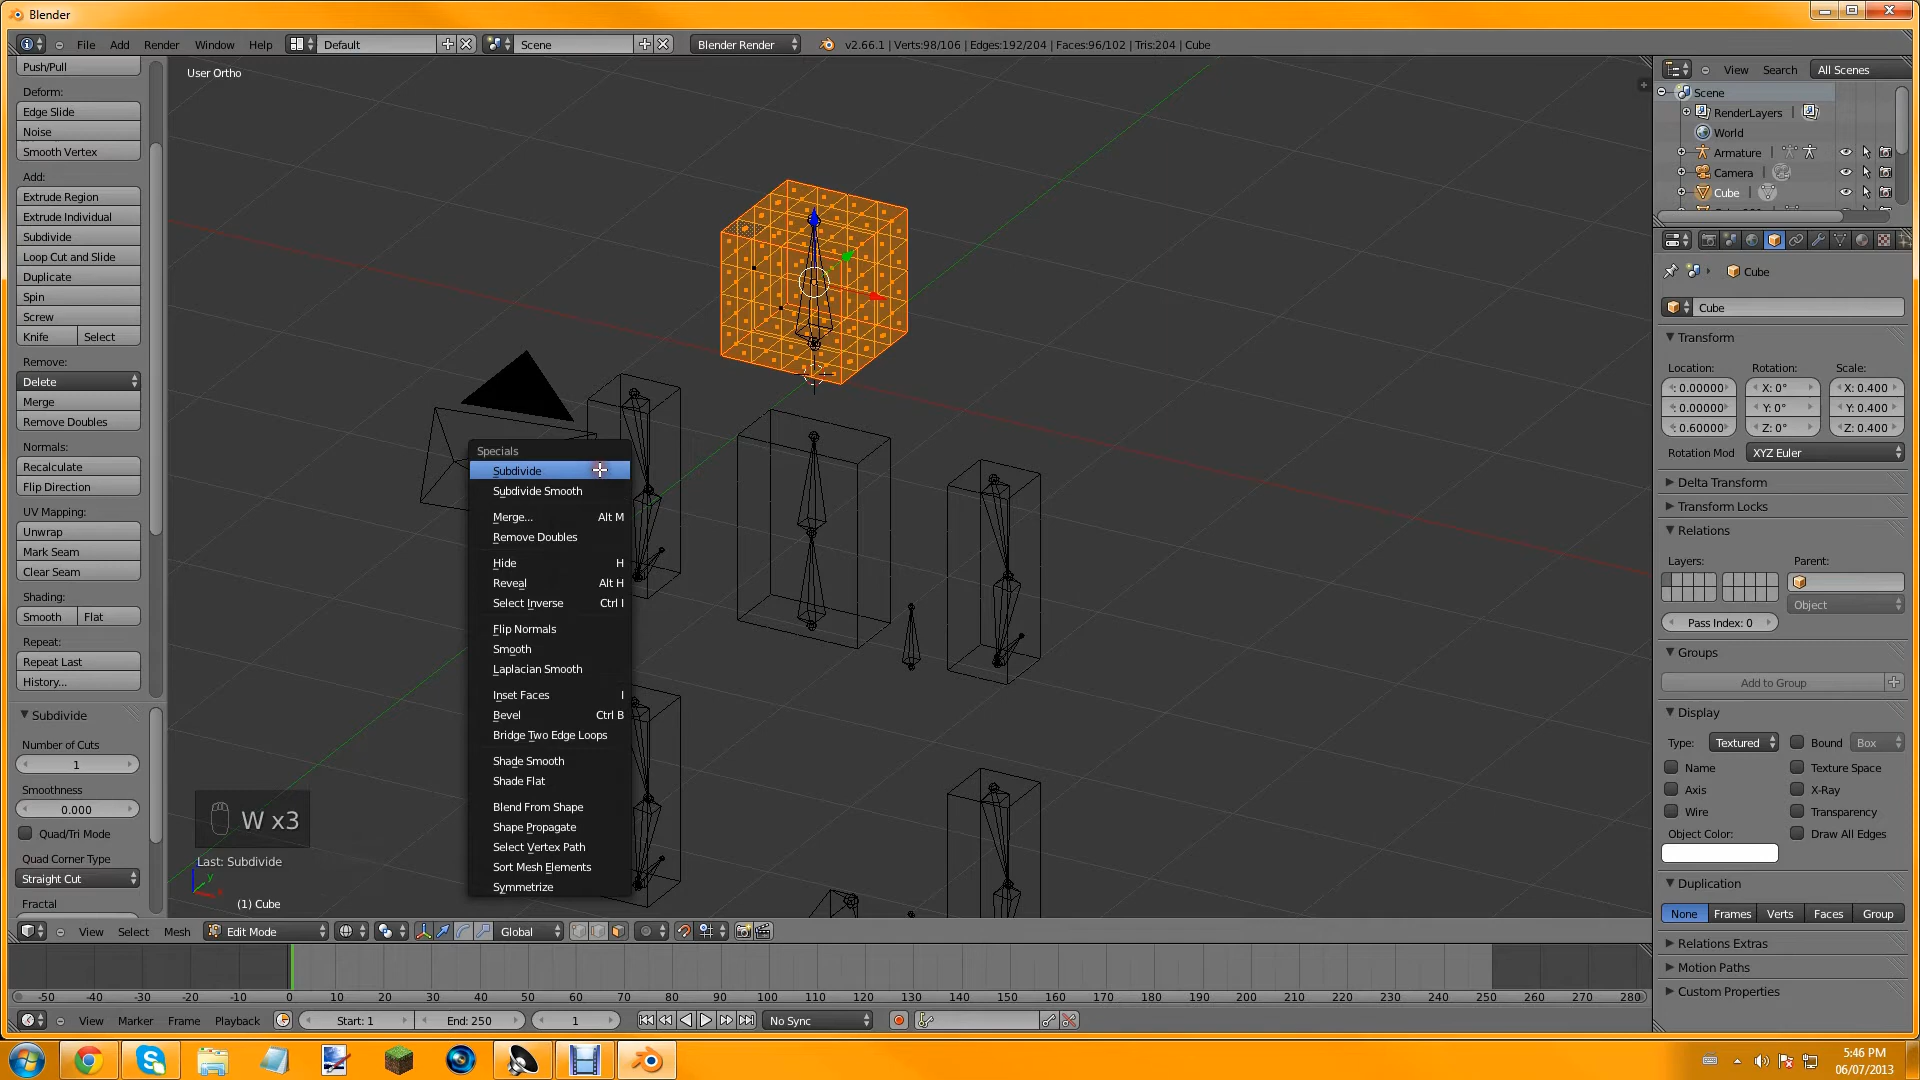 Blender
File Add Render Window Help Default Scene Blender Render v2.66.1 | Verts:98/106 | Edges:192/204 | Faces:96/102 | Tris:204 | Cube
Push/Pull
Deform:
Edge Slide
Noise
Smooth Vertex
Add:
Extrude Region
Extrude Individual
Subdivide
Loop Cut and Slide
Duplicate
Spin
Screw
Knife Select
Remove:
Delete
Merge
Remove Doubles
Normals:
Recalculate
Flip Direction
UV Mapping:
Unwrap
Mark Seam
Clear Seam
Shading:
Smooth Flat
Repeat:
Repeat Last
History...
Subdivide
Number of Cuts
1
Smoothness
0.000
Quad/Tri Mode
Quad Corner Type
Straight Cut
Fractal
User Ortho
Specials
Subdivide
Subdivide Smooth
Merge... Alt M
Remove Doubles
Hide H
Reveal Alt H
Select Inverse Ctrl I
Flip Normals
Smooth
Laplacian Smooth
Inset Faces I
Bevel Ctrl B
Bridge Two Edge Loops
Shade Smooth
Shade Flat
Blend From Shape
Shape Propagate
Select Vertex Path
Sort Mesh Elements
Symmetrize
W x3
Last: Subdivide
y
x
(1) Cube
View Select Mesh Edit Mode Global
-50 -40 -30 -20 -10 0 10 20 30 40 50 60 70 80 90 100 110 120 130 140 150 160 170 180 190 200 210 220 230 240 250 260 270 280
View Marker Frame Playback Start: 1 End: 250 1 No Sync
View Search All Scenes
Scene
RenderLayers
World
Armature
Camera
Cube
Cube
Cube
Transform
Location: Rotation: Scale:
: 0.00000 X: 0° X: 0.400
: 0.00000 Y: 0° Y: 0.400
: 0.60000 Z: 0° Z: 0.400
Rotation Mod XYZ Euler
Delta Transform
Transform Locks
Relations
Layers: Parent:
Object
Pass Index: 0
Groups
Add to Group
Display
Type: Textured Bound Box
Name Texture Space
Axis X-Ray
Wire Transparency
Object Color: Draw All Edges
Duplication
None Frames Verts Faces Group
Relations Extras
Motion Paths
Custom Properties
5:46 PM
06/07/2013